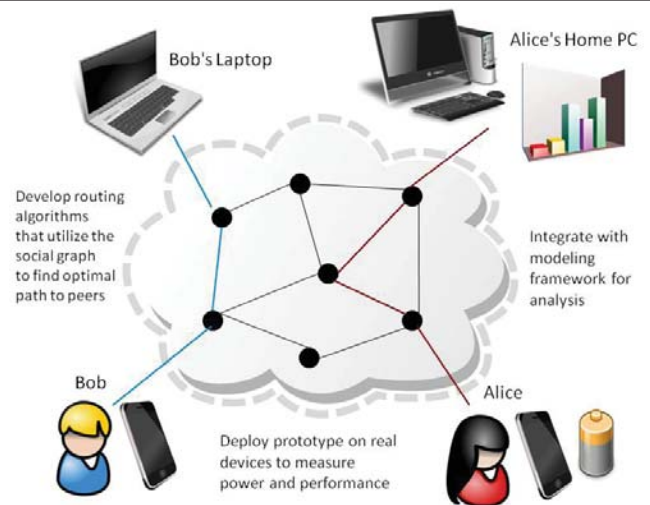 Bob's Laptop
Alice's Home PC
Develop routing
algorithms
that utilize the
social graph
to find optimal
path to peers
Integrate with
modeling
framework for
analysis
Bob
Alice
Deploy prototype on real
devices to measure
power and performance